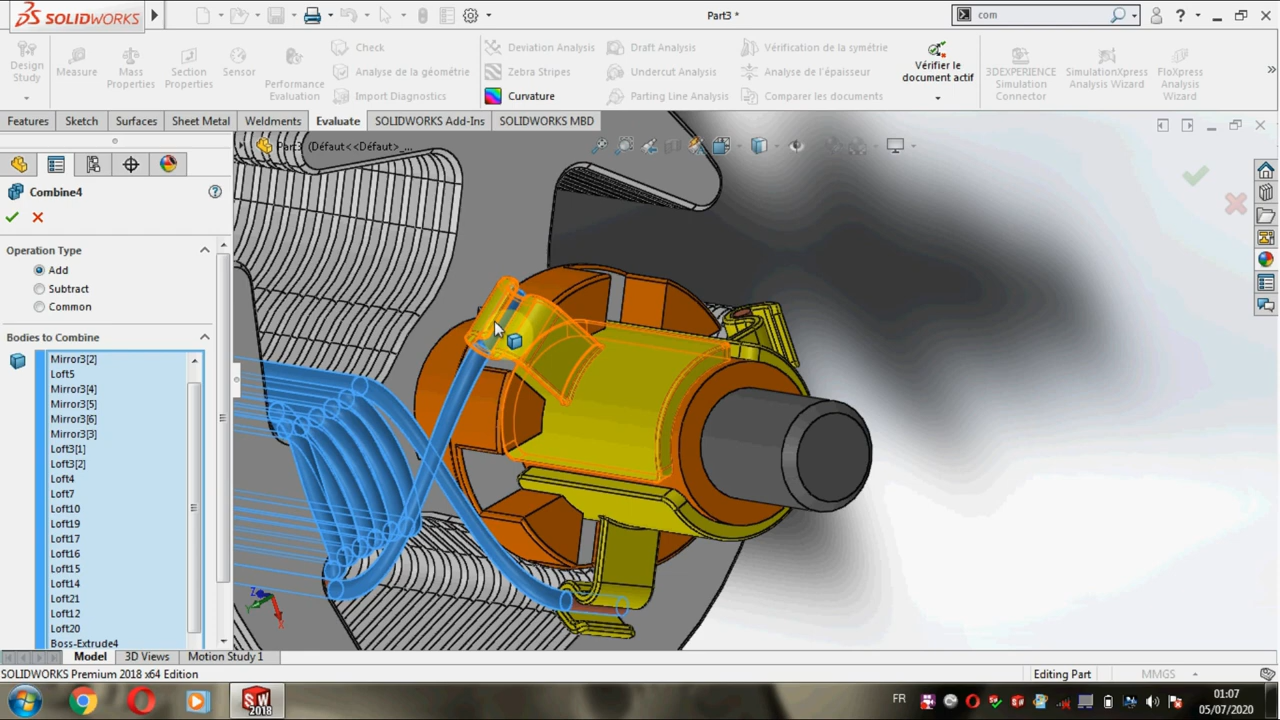 SOLIDWORKS
Part3 *
com
Design Study
Measure
Mass Properties
Section Properties
Sensor
Performance Evaluation
Check
Analyse de la géométrie
Import Diagnostics
Deviation Analysis
Zebra Stripes
Curvature
Draft Analysis
Undercut Analysis
Parting Line Analysis
Vérification de la symétrie
Analyse de l'épaisseur
Comparer les documents
Vérifier le document actif
3DEXPERIENCE Simulation Connector
SimulationXpress Analysis Wizard
FloXpress Analysis Wizard
Features
Sketch
Surfaces
Sheet Metal
Weldments
Evaluate
SOLIDWORKS Add-Ins
SOLIDWORKS MBD
Part3 (Défaut<<Défaut>_...
Combine4
Operation Type
Add
Subtract
Common
Bodies to Combine
Mirror3[2]
Loft5
Mirror3[4]
Mirror3[5]
Mirror3[6]
Mirror3[3]
Loft3[1]
Loft3[2]
Loft4
Loft7
Loft10
Loft19
Loft17
Loft16
Loft15
Loft14
Loft21
Loft12
Loft20
Boss-Extrude4
Z
Y
X
Model
3D Views
Motion Study 1
SOLIDWORKS Premium 2018 x64 Edition
Editing Part
MMGS
SW
2018
FR
01:07
05/07/2020